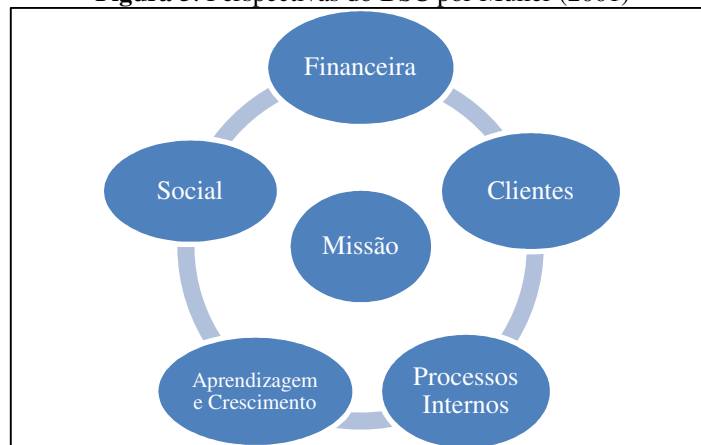 Financeira
Social
Clientes
Missão
Aprendizagem
e Crescimento
Processos
Internos